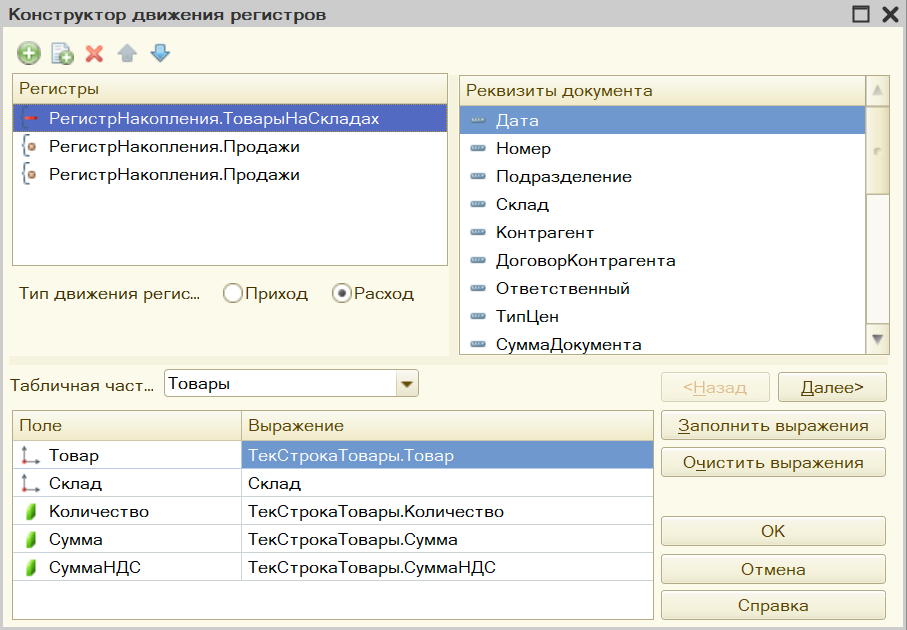 Конструктор движения регистров
Регистры
РегистрНакопления.ТоварыНаСкладах
РегистрНакопления.Продажи
РегистрНакопления.Продажи
Тип движения регис... Приход Расход
Реквизиты документа
Дата
Номер
Подразделение
Склад
Контрагент
ДоговорКонтрагента
Ответственный
ТипЦен
СуммаДокумента
Табличная част... Товары
<Назад Далее>
Поле Выражение
Товар ТекСтрокаТовары.Товар
Склад Склад
Количество ТекСтрокаТовары.Количество
Сумма ТекСтрокаТовары.Сумма
СуммаНДС ТекСтрокаТовары.СуммаНДС
Заполнить выражения
Очистить выражения
ОК
Отмена
Справка